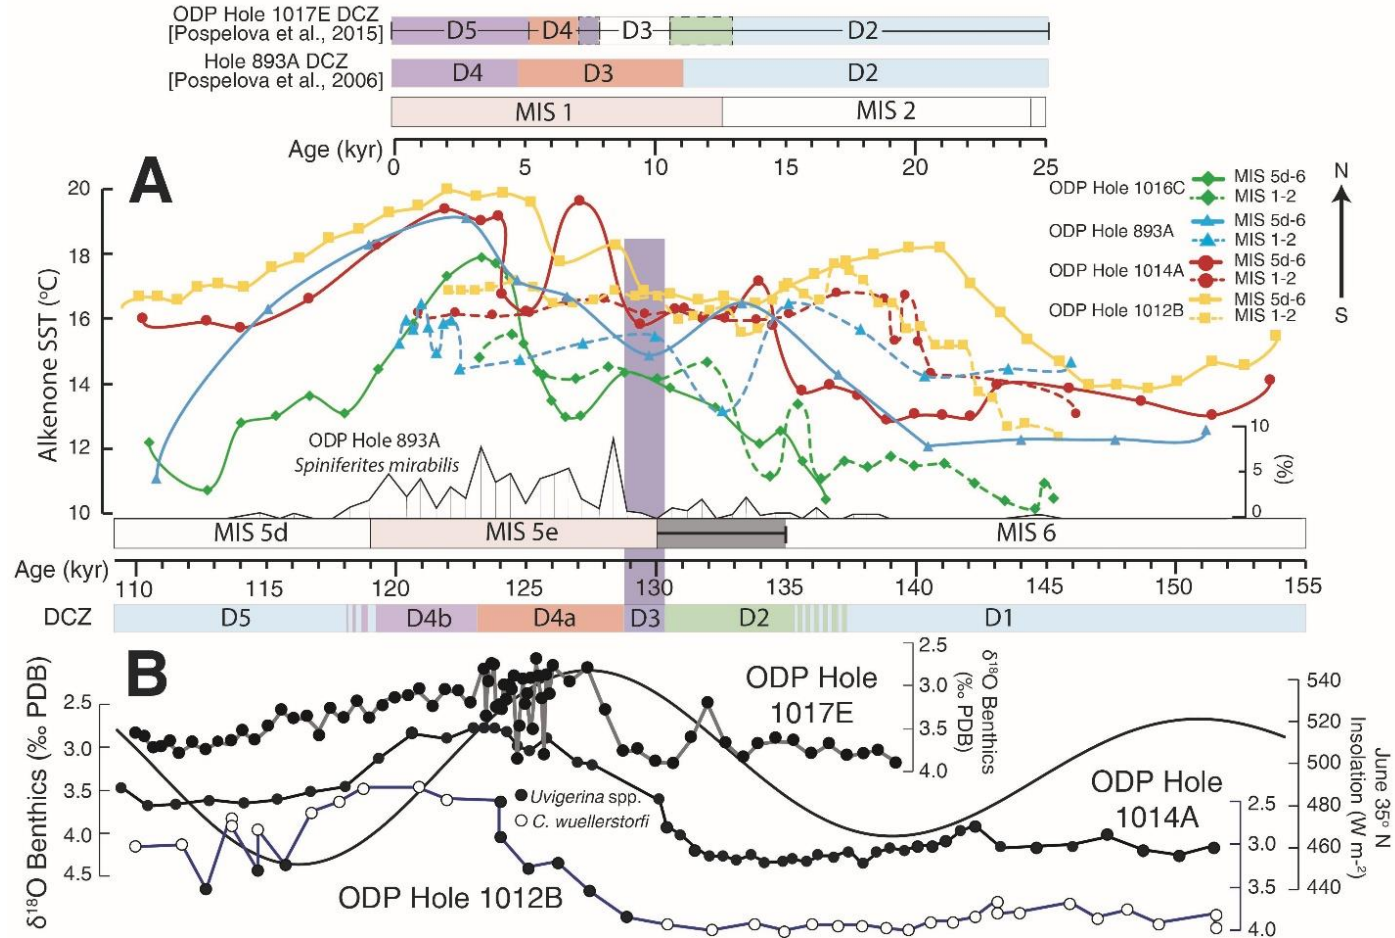 ODP Hole 1017E DCZ
[Pospelova et al., 2015]
D5 D4 D3 D2
Hole 893A DCZ
[Pospelova et al., 2006]
D4 D3 D2
MIS 1 MIS 2
Age (kyr)
0 5 10 15 20 25
A
20
18
16
14
12
10
Alkenone SST (ºC)
N
S
ODP Hole 1016C
MIS 5d-6
MIS 1-2
ODP Hole 893A
MIS 5d-6
MIS 1-2
ODP Hole 1014A
MIS 5d-6
MIS 1-2
ODP Hole 1012B
MIS 5d-6
MIS 1-2
ODP Hole 893A
Spiniferites mirabilis
10
5
0
(%)
MIS 5d MIS 5e MIS 6
Age (kyr)
110 115 120 125 130 135 140 145 150 155
DCZ D5 D4b D4a D3 D2 D1
B
δ¹⁸O Benthics (‰ PDB)
2.5
3.0
3.5
4.0
4.5
ODP Hole
1017E
2.5
3.0
3.5
4.0
δ¹⁸O Benthics
(‰ PDB)
Uvigerina spp.
C. wuellerstorfi
ODP Hole 1012B
ODP Hole
1014A
2.5
3.0
3.5
4.0
540
520
500
480
460
440
June 35º N
Insolation (W m⁻²)